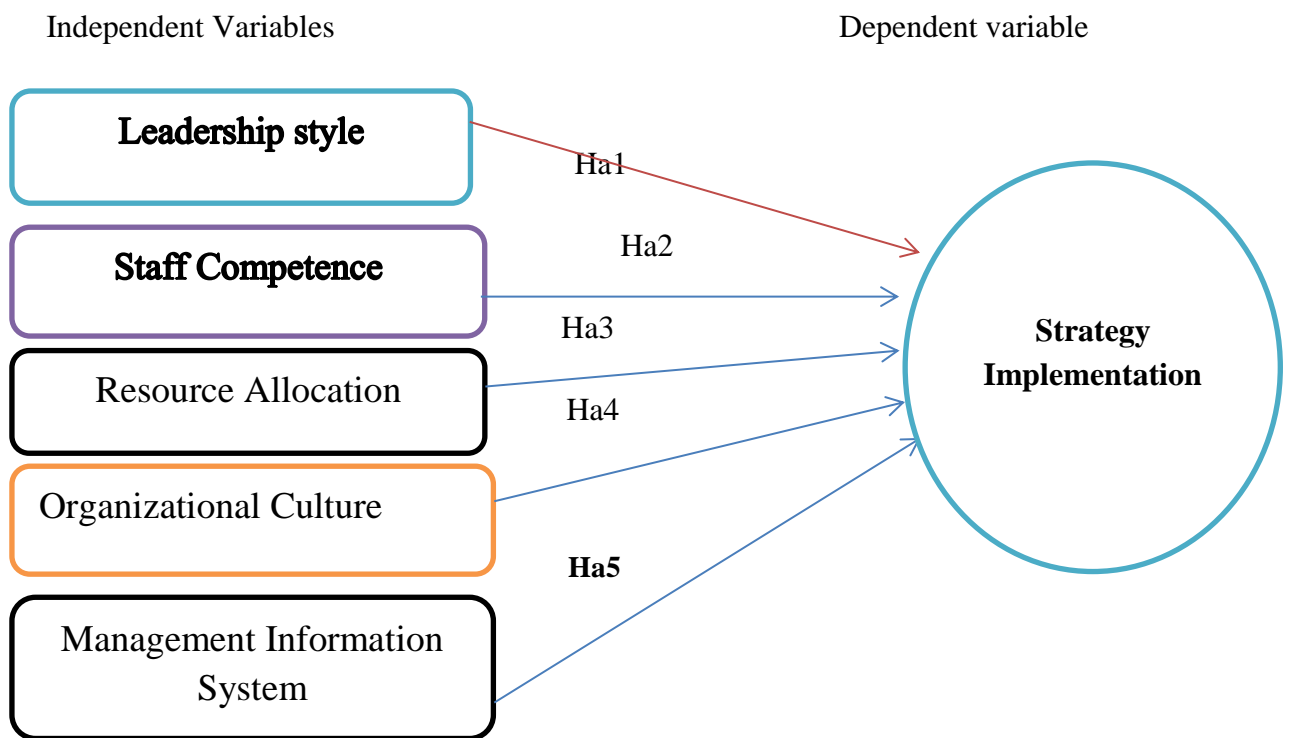 Independent Variables
Dependent variable
Leadership style
Ha1
Ha2
Staff Competence
Ha3
Strategy
Implementation
Resource Allocation
Ha4
Organizational Culture
Ha5
Management Information
System